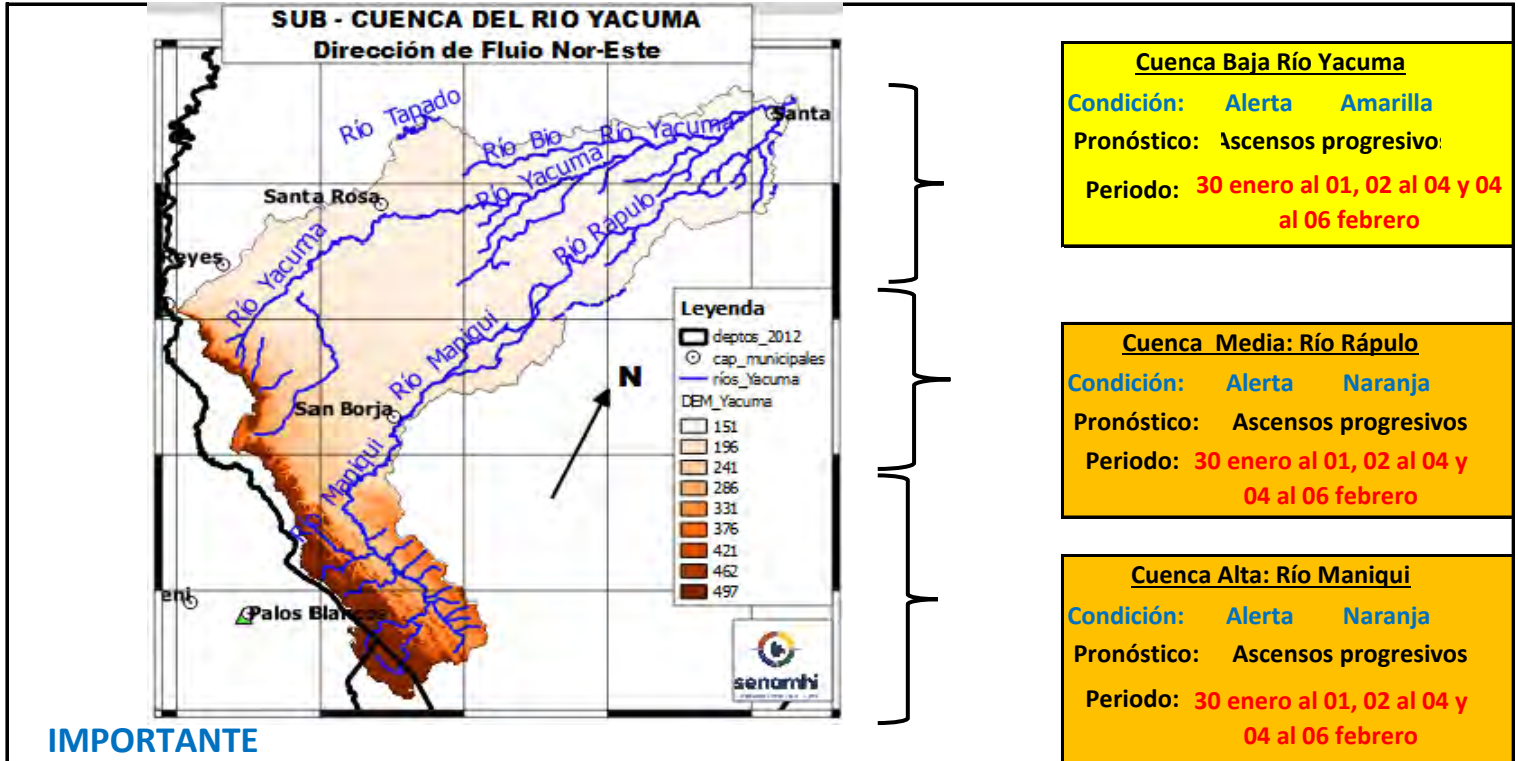 SUB - CUENCA DEL RIO YACUMA
Dirección de Flujo Nor-Este
Río Tapado
Río Bio
Río Yacuma
Santa
Río Yacuma
Santa Rosa
Río Rápulo
Reyes
Río Yacuma
Río Maniqui
San Borja
Río Maniqui
Palos Blancos
N
Leyenda
deptos_2012
cap_municipales
ríos_Yacuma
DEM_Yacuma
151
196
241
286
331
376
421
462
497
senamhi
IMPORTANTE
Cuenca Baja Río Yacuma
Condición: Alerta Amarilla
Pronóstico: Ascensos progresivos
Periodo: 30 enero al 01, 02 al 04 y 04
al 06 febrero
Cuenca Media: Río Rápulo
Condición: Alerta Naranja
Pronóstico: Ascensos progresivos
Periodo: 30 enero al 01, 02 al 04 y
04 al 06 febrero
Cuenca Alta: Río Maniqui
Condición: Alerta Naranja
Pronóstico: Ascensos progresivos
Periodo: 30 enero al 01, 02 al 04 y
04 al 06 febrero